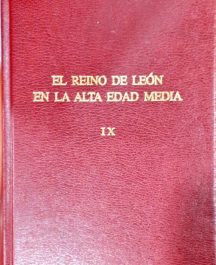 EL REINO DE LEÓN
EN LA ALTA EDAD MEDIA
IX